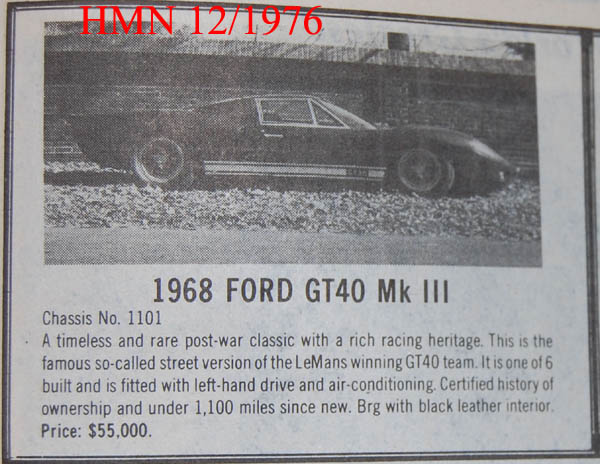 HMN 12/1976
1968 FORD GT40 Mk III
Chassis No. 1101
A timeless and rare post-war classic with a rich racing heritage. This is the
famous so-called street version of the LeMans winning GT40 team. It is one of 6
built and is fitted with left-hand drive and air-conditioning. Certified history of
ownership and under 1,100 miles since new. Brg with black leather interior.
Price: $55,000.